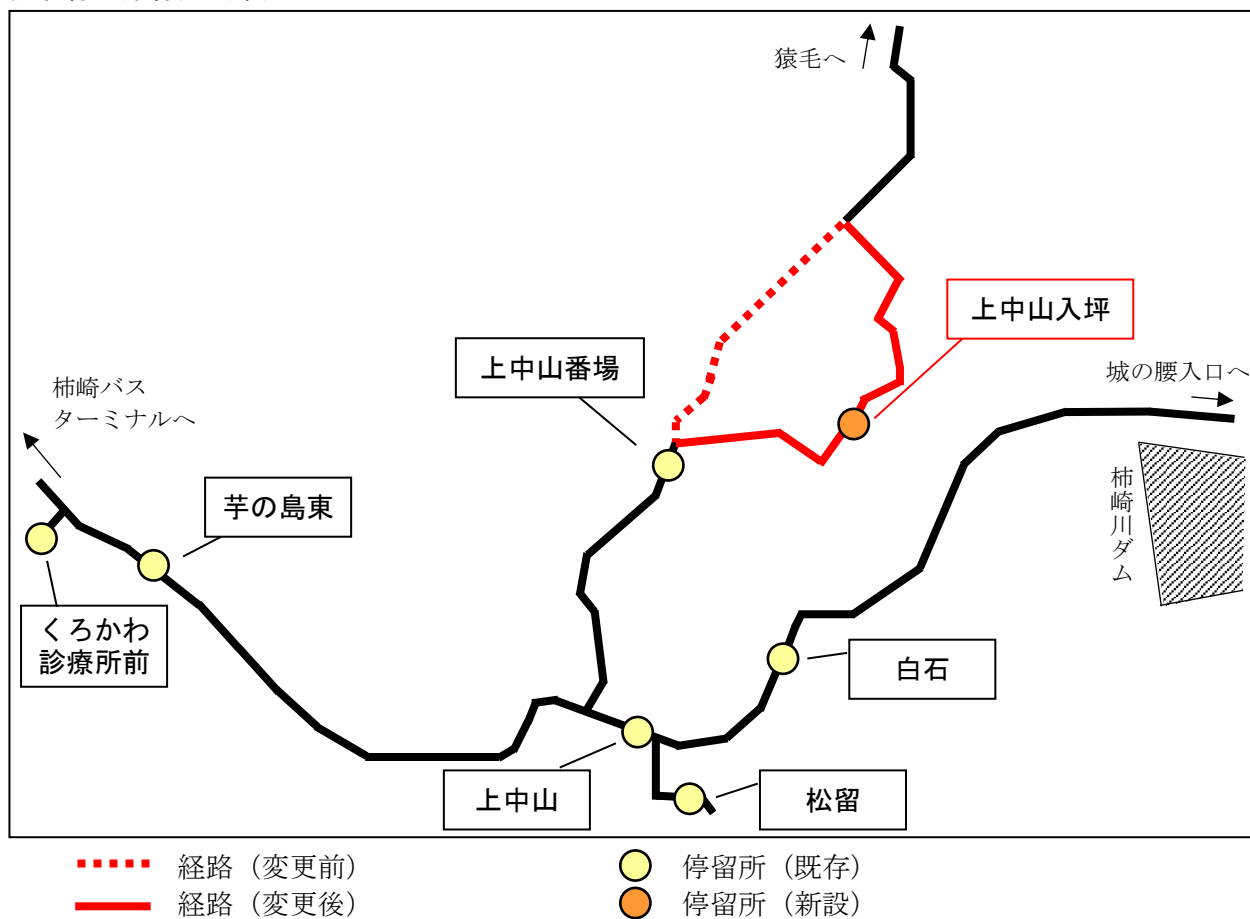 猿毛へ
上中山入坪
上中山番場
城の腰入口へ
柿崎バス
ターミナルへ
柿崎川ダム
芋の島東
くろかわ
診療所前
白石
上中山
松留
経路（変更前）
停留所（既存）
経路（変更後）
停留所（新設）